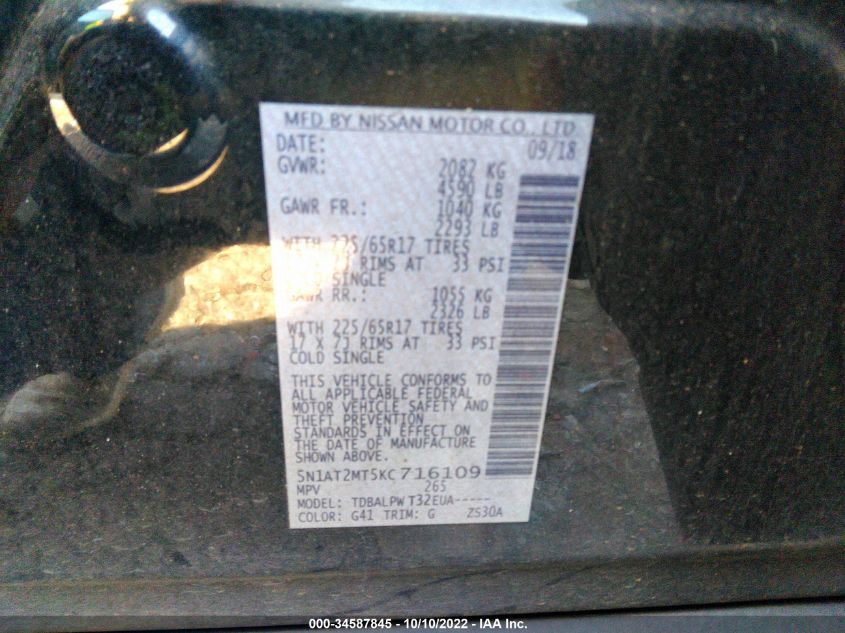 MFD BY NISSAN MOTOR CO., LTD
DATE: 09/18
GVWR: 2082 KG
4590 LB
GAWR FR.: 1040 KG
2293 LB
WITH 225/65R17 TIRES
RIMS AT 33 PSI
COLD SINGLE
GAWR RR.: 1055 KG
2326 LB
WITH 225/65R17 TIRES
17 X 7J RIMS AT 33 PSI
COLD SINGLE
THIS VEHICLE CONFORMS TO
ALL APPLICABLE FEDERAL
MOTOR VEHICLE SAFETY AND
THEFT PREVENTION
STANDARDS IN EFFECT ON
THE DATE OF MANUFACTURE
SHOWN ABOVE.
5N1AT2MT5KC716109
MPV 265
MODEL: TDBALPW T32EUA-----
COLOR: G41 TRIM: G ZS30A
000-34587845 - 10/10/2022 - IAA Inc.